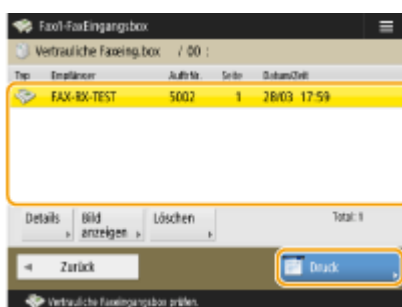 Fax/I-FaxEingangsbox
Vertrauliche Faxeing.box / 00 :
Typ Empfänger Auftr.Nr. Seite Datum/Zeit
FAX-RX-TEST 5002 1 28/03 17:59
Details Bild anzeigen Löschen Total: 1
Zurück Druck
Vertrauliche Faxeingangsbox prüfen.